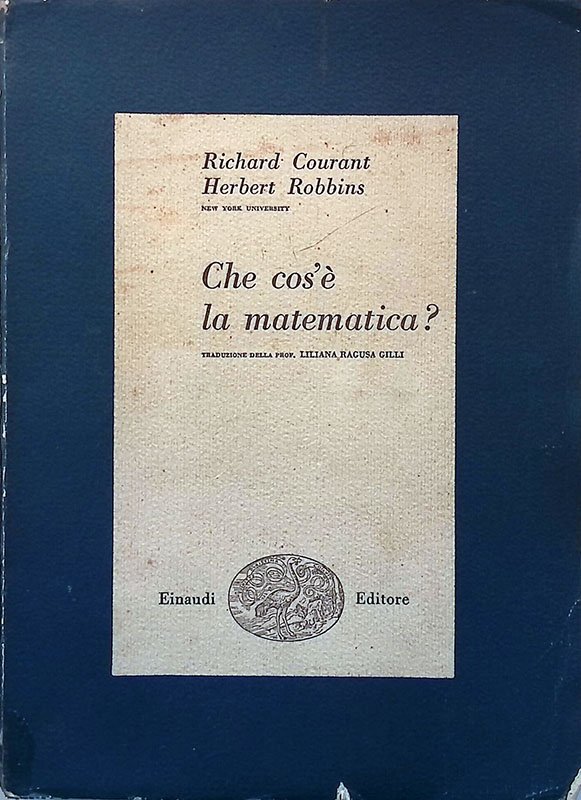 Richard Courant
Herbert Robbins
NEW YORK UNIVERSITY
Che cos'è
la matematica?
TRADUZIONE DELLA PROF. LILIANA RAGUSA GILLI
Einaudi Editore